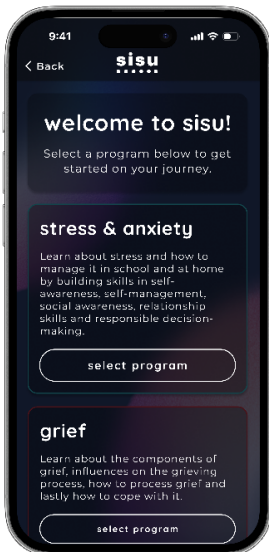 9:41
Back
sisu
welcome to sisu!
Select a program below to get
started on your journey.
stress & anxiety
Learn about stress and how to
manage it in school and at home
by building skills in self-
awareness, self-management,
social awareness, relationship
skills and responsible decision-
making.
select program
grief
Learn about the components of
grief, influences on the grieving
process, how to process grief and
lastly how to cope with it.
select program